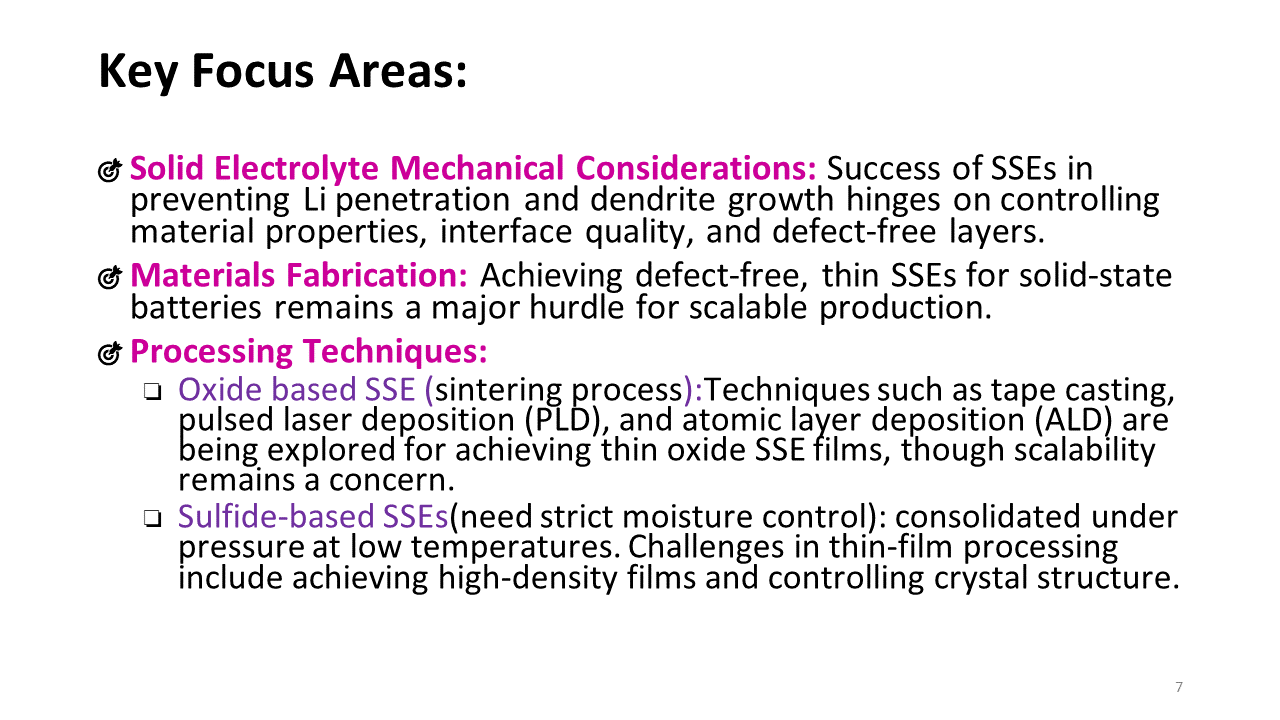 Key Focus Areas:
Solid Electrolyte Mechanical Considerations: Success of SSEs in
preventing Li penetration and dendrite growth hinges on controlling
material properties, interface quality, and defect-free layers.
Materials Fabrication: Achieving defect-free, thin SSEs for solid-state
batteries remains a major hurdle for scalable production.
Processing Techniques:
Oxide based SSE (sintering process):Techniques such as tape casting,
pulsed laser deposition (PLD), and atomic layer deposition (ALD) are
being explored for achieving thin oxide SSE films, though scalability
remains a concern.
Sulfide-based SSEs(need strict moisture control): consolidated under
pressure at low temperatures. Challenges in thin-film processing
include achieving high-density films and controlling crystal structure.
7